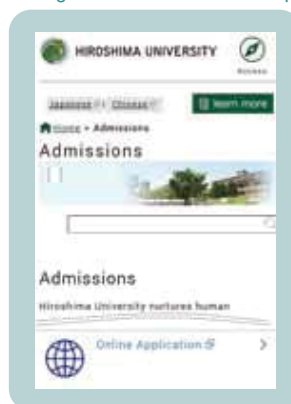 HIROSHIMA UNIVERSITY
Access
Japanese Chinese learn more
Home > Admissions
Admissions
Admissions
Hiroshima University nurtures human
Online Application